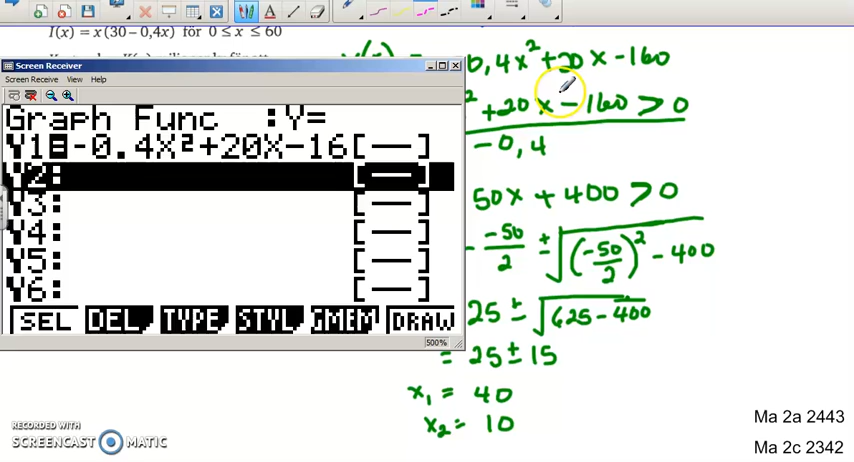 I(x) = x(30 – 0,4x) för 0 ≤ x ≤ 60
0,4x² + 20x - 160
² + 20x - 160 > 0
-0,4
50x + 400 > 0
-50/2 ± √((-50/2)² - 400
25 ± √625 - 400
= 25 ± 15
x₁ = 40
x₂ = 10
Screen Receiver
Screen Receive View Help
Graph Func :Y=
Y1=-0.4X²+20X-16[—]
Y2: [—]
Y3: [—]
Y4: [—]
Y5: [—]
Y6: [—]
SEL DEL TYPE STYL GMEM DRAW
500%
RECORDED WITH
SCREENCAST MATIC
Ma 2a 2443
Ma 2c 2342